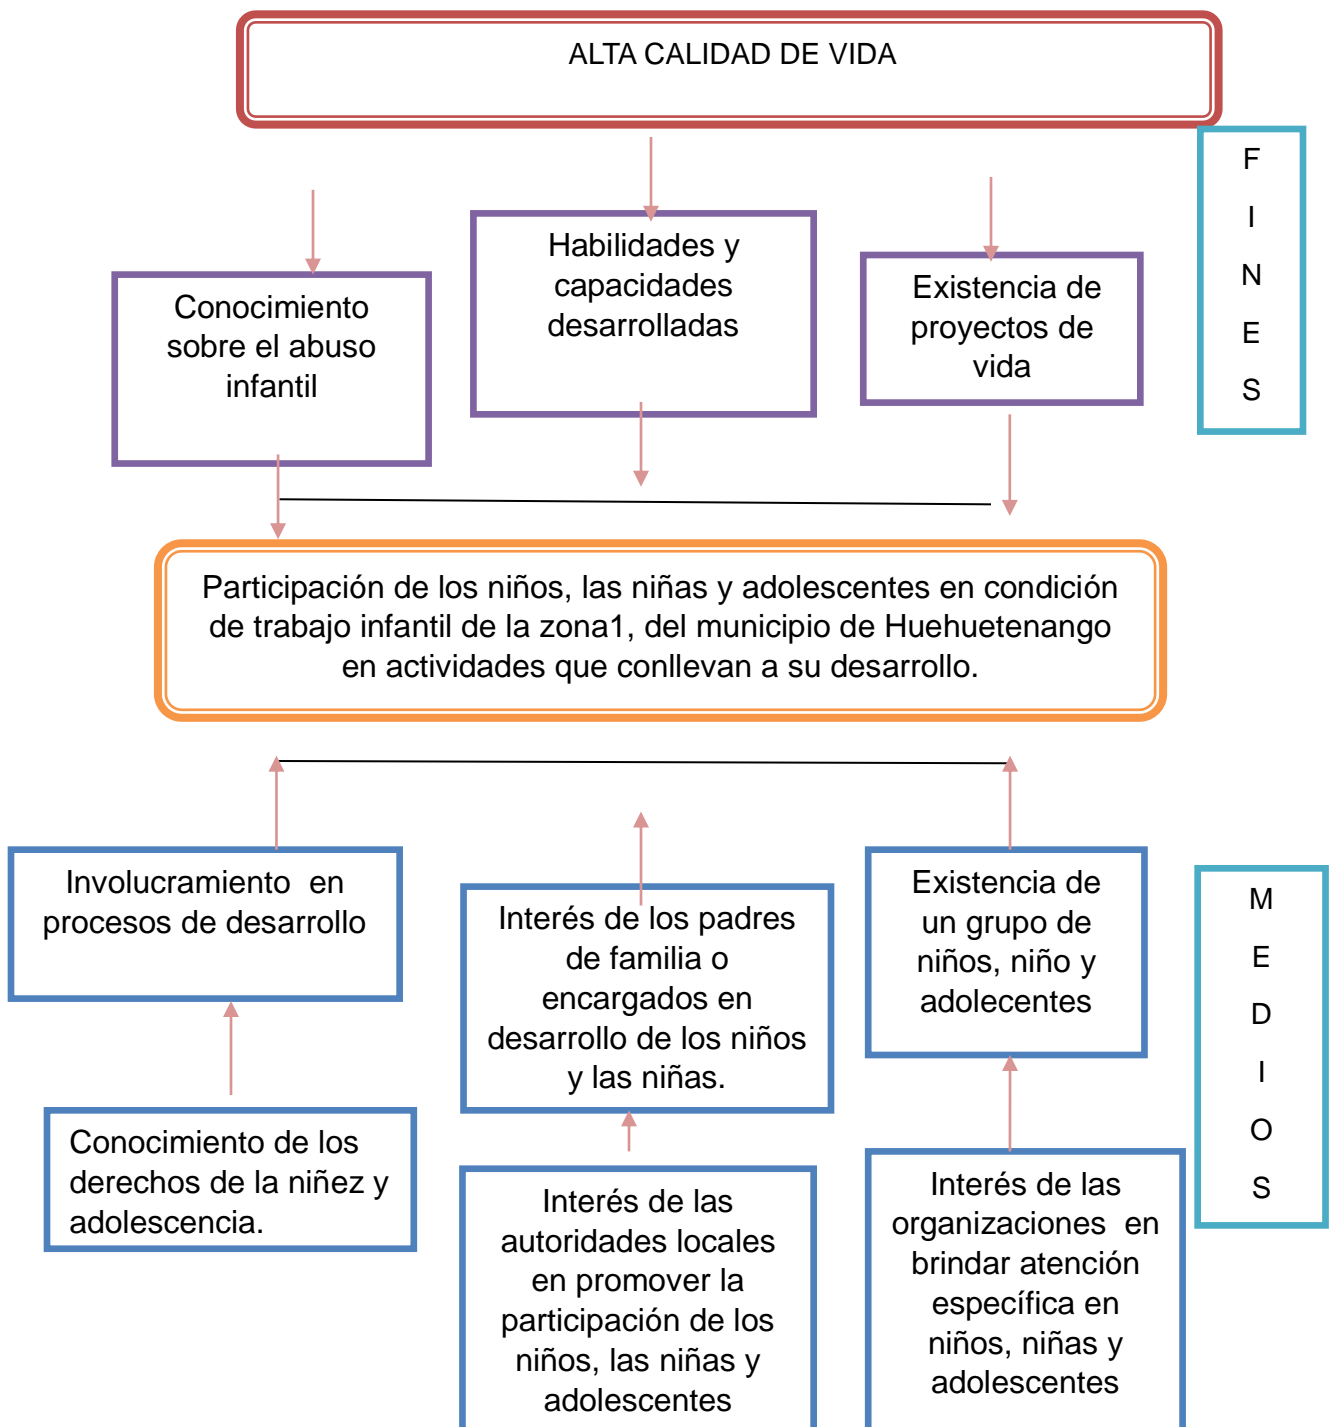 ALTA CALIDAD DE VIDA
F
I
N
E
S
Conocimiento
sobre el abuso
infantil
Habilidades y
capacidades
desarrolladas
Existencia de
proyectos de
vida
Participación de los niños, las niñas y adolescentes en condición
de trabajo infantil de la zona1, del municipio de Huehuetenango
en actividades que conllevan a su desarrollo.
Involucramiento en
procesos de desarrollo
Interés de los padres
de familia o
encargados en
desarrollo de los niños
y las niñas.
Existencia de
un grupo de
niños, niño y
adolecentes
M
E
D
I
O
S
Conocimiento de los
derechos de la niñez y
adolescencia.
Interés de las
autoridades locales
en promover la
participación de los
niños, las niñas y
adolescentes
Interés de las
organizaciones en
brindar atención
específica en
niños, niñas y
adolescentes